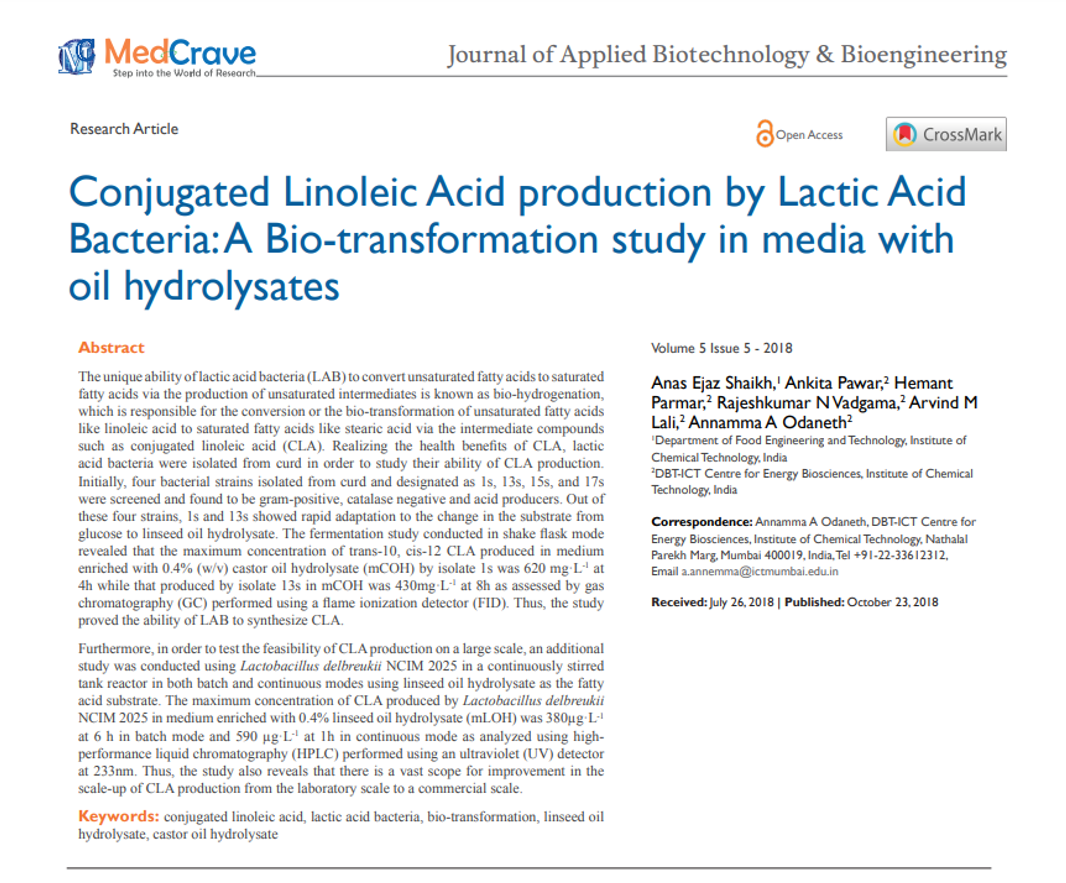 MedCrave
Step into the World of Research
Journal of Applied Biotechnology & Bioengineering
Research Article
Open Access
CrossMark
Conjugated Linoleic Acid production by Lactic Acid
Bacteria: A Bio-transformation study in media with
oil hydrolysates
Abstract
The unique ability of lactic acid bacteria (LAB) to convert unsaturated fatty acids to saturated
fatty acids via the production of unsaturated intermediates is known as bio-hydrogenation,
which is responsible for the conversion or the bio-transformation of unsaturated fatty acids
like linoleic acid to saturated fatty acids like stearic acid via the intermediate compounds
such as conjugated linoleic acid (CLA). Realizing the health benefits of CLA, lactic
acid bacteria were isolated from curd in order to study their ability of CLA production.
Initially, four bacterial strains isolated from curd and designated as 1s, 13s, 15s, and 17s
were screened and found to be gram-positive, catalase negative and acid producers. Out of
these four strains, 1s and 13s showed rapid adaptation to the change in the substrate from
glucose to linseed oil hydrolysate. The fermentation study conducted in shake flask mode
revealed that the maximum concentration of trans-10, cis-12 CLA produced in medium
enriched with 0.4% (w/v) castor oil hydrolysate (mCOH) by isolate 1s was 620 mg·L⁻¹ at
4h while that produced by isolate 13s in mCOH was 430mg·L⁻¹ at 8h as assessed by gas
chromatography (GC) performed using a flame ionization detector (FID). Thus, the study
proved the ability of LAB to synthesize CLA.
Furthermore, in order to test the feasibility of CLA production on a large scale, an additional
study was conducted using Lactobacillus delbreukii NCIM 2025 in a continuously stirred
tank reactor in both batch and continuous modes using linseed oil hydrolysate as the fatty
acid substrate. The maximum concentration of CLA produced by Lactobacillus delbreukii
NCIM 2025 in medium enriched with 0.4% linseed oil hydrolysate (mLOH) was 380µg·L⁻¹
at 6 h in batch mode and 590 µg·L⁻¹ at 1h in continuous mode as analyzed using high-
performance liquid chromatography (HPLC) performed using an ultraviolet (UV) detector
at 233nm. Thus, the study also reveals that there is a vast scope for improvement in the
scale-up of CLA production from the laboratory scale to a commercial scale.
Keywords: conjugated linoleic acid, lactic acid bacteria, bio-transformation, linseed oil
hydrolysate, castor oil hydrolysate
Volume 5 Issue 5 - 2018
Anas Ejaz Shaikh,¹ Ankita Pawar,² Hemant
Parmar,² Rajeshkumar N Vadgama,² Arvind M
Lali,² Annamma A Odaneth²
¹Department of Food Engineering and Technology, Institute of
Chemical Technology, India
²DBT-ICT Centre for Energy Biosciences, Institute of Chemical
Technology, India
Correspondence: Annamma A Odaneth, DBT-ICT Centre for
Energy Biosciences, Institute of Chemical Technology, Nathalal
Parekh Marg, Mumbai 400019, India, Tel +91-22-33612312,
Email a.annemma@ictmumbai.edu.in
Received: July 26, 2018 | Published: October 23, 2018